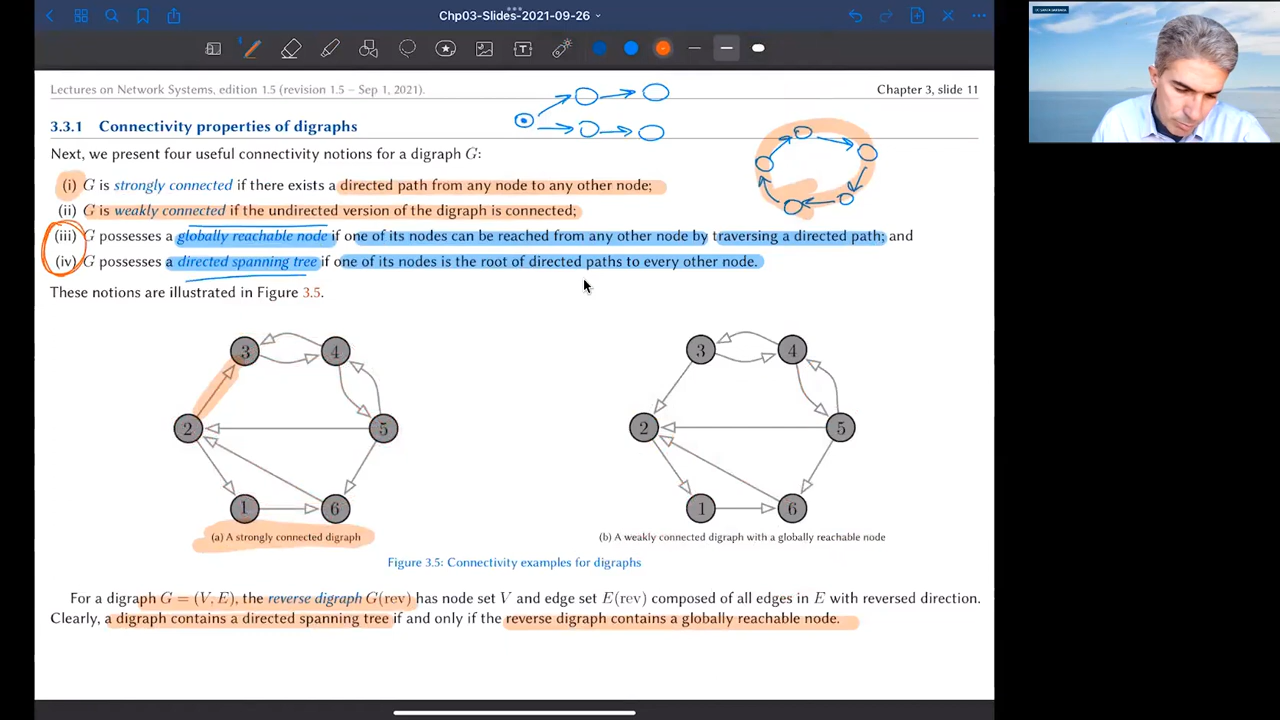 Chp03-Slides-2021-09-26
Lectures on Network Systems, edition 1.5 (revision 1.5 – Sep 1, 2021).
Chapter 3, slide 11
3.3.1 Connectivity properties of digraphs
Next, we present four useful connectivity notions for a digraph G:
(i) G is strongly connected if there exists a directed path from any node to any other node;
(ii) G is weakly connected if the undirected version of the digraph is connected;
(iii) G possesses a globally reachable node if one of its nodes can be reached from any other node by traversing a directed path; and
(iv) G possesses a directed spanning tree if one of its nodes is the root of directed paths to every other node.
These notions are illustrated in Figure 3.5.
3 4
2 5
1 6
(a) A strongly connected digraph
3 4
2 5
1 6
(b) A weakly connected digraph with a globally reachable node
Figure 3.5: Connectivity examples for digraphs
For a digraph G = (V, E), the reverse digraph G(rev) has node set V and edge set E(rev) composed of all edges in E with reversed direction.
Clearly, a digraph contains a directed spanning tree if and only if the reverse digraph contains a globally reachable node.